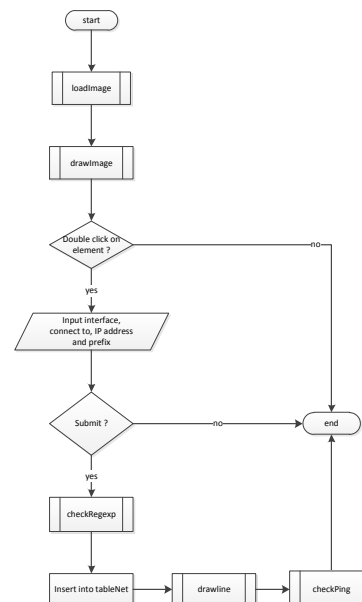 start
loadImage
drawImage
Double click on
element ?
no
yes
Input interface,
connect to, IP address
and prefix
Submit ?
no
end
yes
checkRegexp
Insert into tableNet
drawline
checkPing